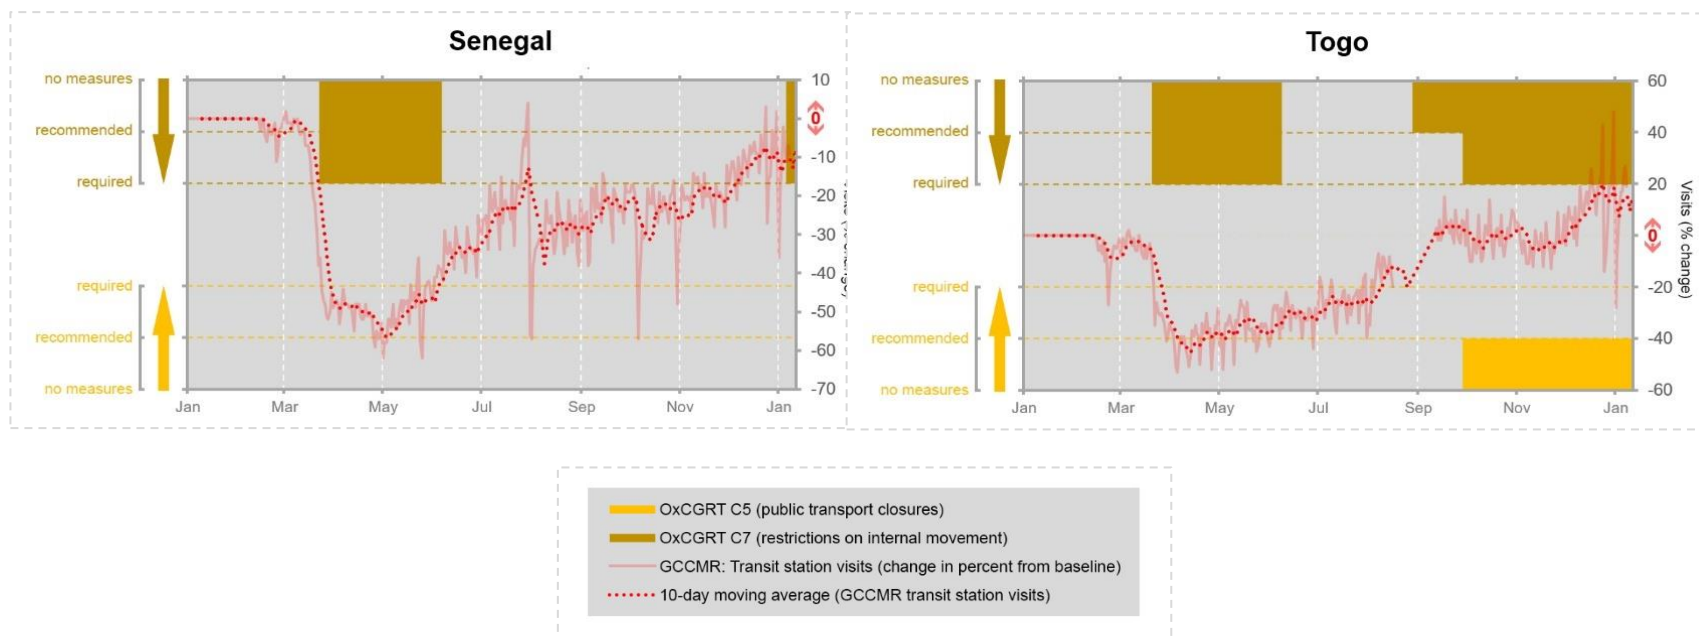 Senegal
no measures
recommended
required
required
recommended
no measures
10
0
-10
-20
-30
-40
-50
-60
-70
Jan Mar May Jul Sep Nov Jan
Togo
no measures
recommended
required
required
recommended
no measures
60
40
20
0
-20
-40
-60
Visits (% change)
Jan Mar May Jul Sep Nov Jan
OxCGRT C5 (public transport closures)
OxCGRT C7 (restrictions on internal movement)
GCCMR: Transit station visits (change in percent from baseline)
10-day moving average (GCCMR transit station visits)